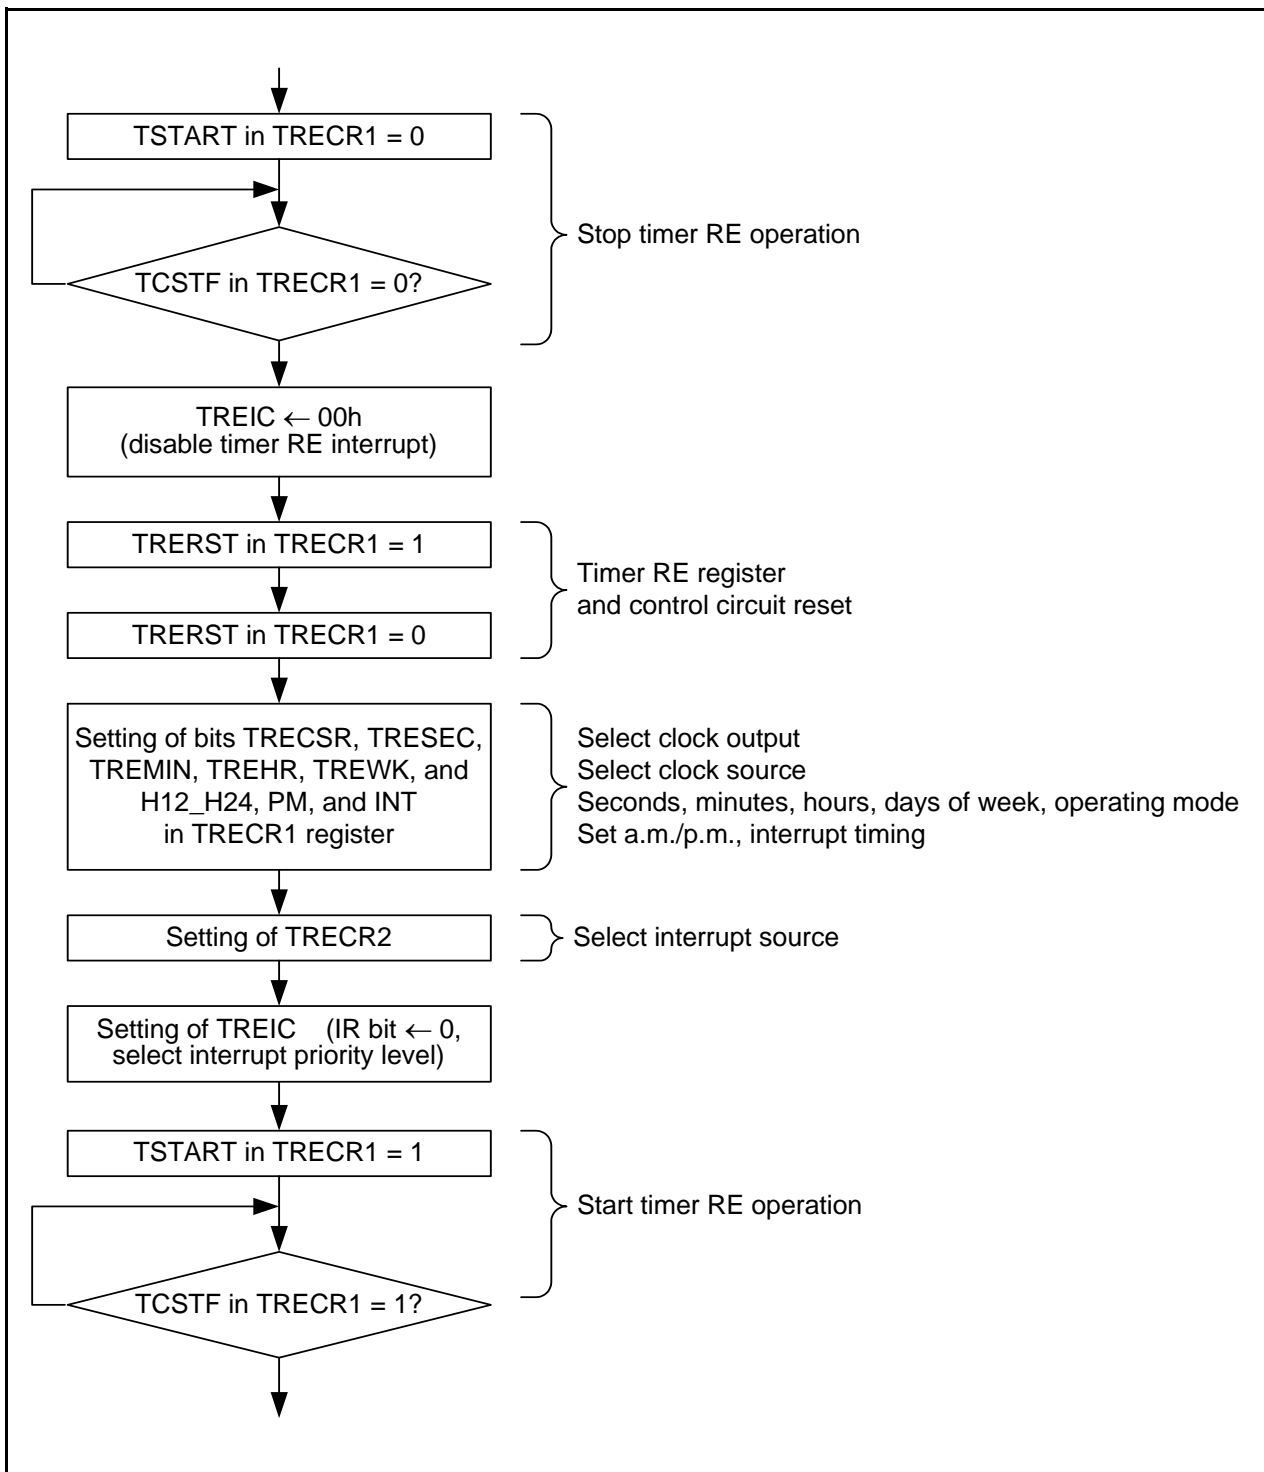 TSTART in TRECR1 = 0
Stop timer RE operation
TCSTF in TRECR1 = 0?
TREIC ← 00h
(disable timer RE interrupt)
TRERST in TRECR1 = 1
Timer RE register
and control circuit reset
TRERST in TRECR1 = 0
Setting of bits TRECSR, TRESEC,
TREMIN, TREHR, TREWK, and
H12_H24, PM, and INT
in TRECR1 register
Select clock output
Select clock source
Seconds, minutes, hours, days of week, operating mode
Set a.m./p.m., interrupt timing
Setting of TRECR2
Select interrupt source
Setting of TREIC (IR bit ← 0,
select interrupt priority level)
TSTART in TRECR1 = 1
Start timer RE operation
TCSTF in TRECR1 = 1?